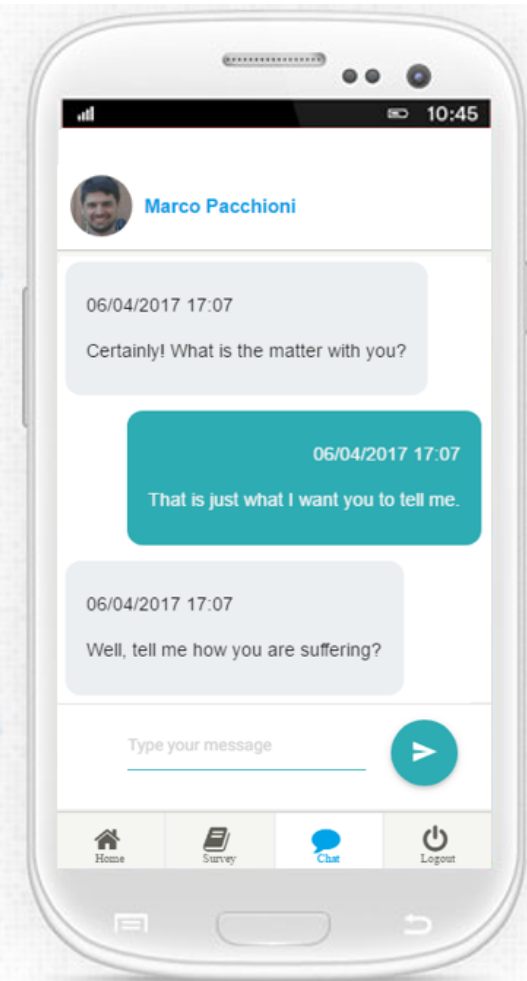 10:45
Marco Pacchioni
06/04/2017 17:07
Certainly! What is the matter with you?
06/04/2017 17:07
That is just what I want you to tell me.
06/04/2017 17:07
Well, tell me how you are suffering?
Type your message
Home Survey Chat Logout